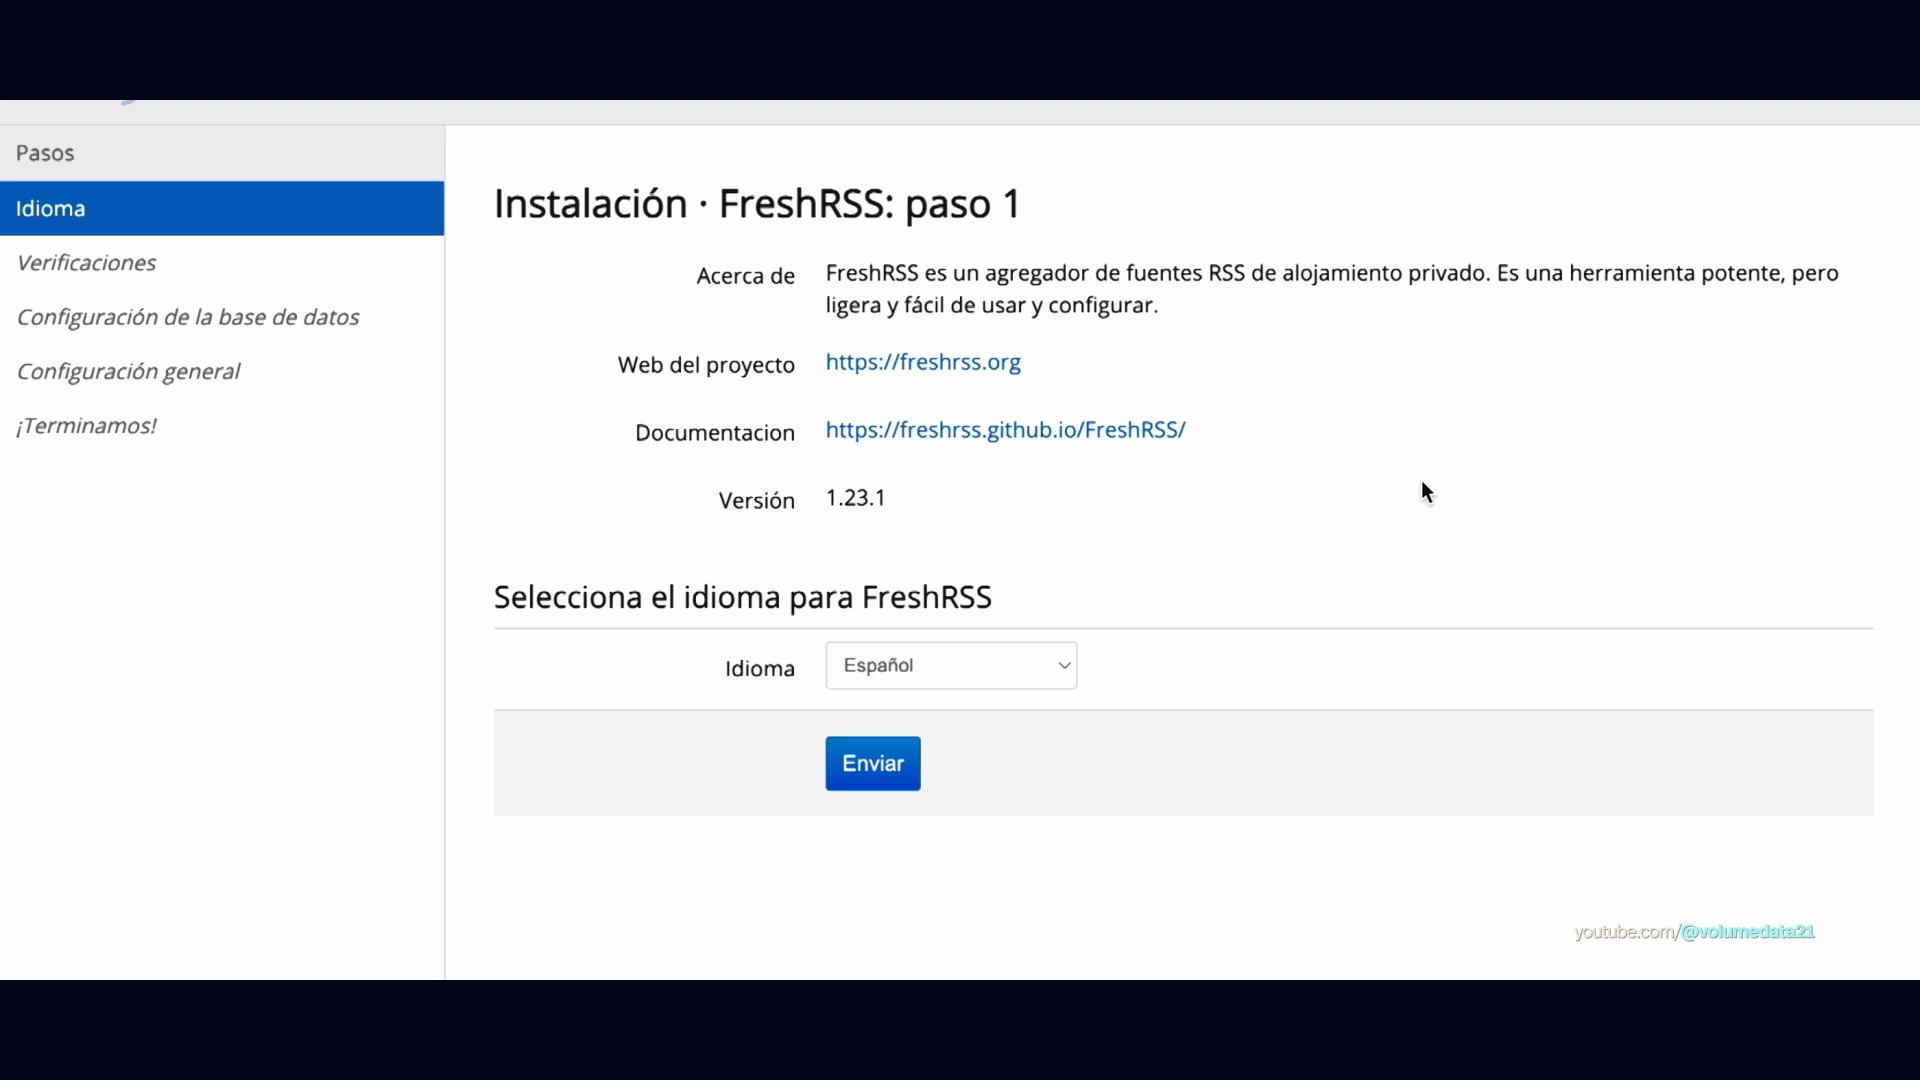 Pasos
Idioma
Verificaciones
Configuración de la base de datos
Configuración general
¡Terminamos!
Instalación · FreshRSS: paso 1
Acerca de
FreshRSS es un agregador de fuentes RSS de alojamiento privado. Es una herramienta potente, pero
ligera y fácil de usar y configurar.
Web del proyecto
https://freshrss.org
Documentacion
https://freshrss.github.io/FreshRSS/
Versión
1.23.1
Selecciona el idioma para FreshRSS
Idioma
Español
Enviar
youtube.com/@volumedata21